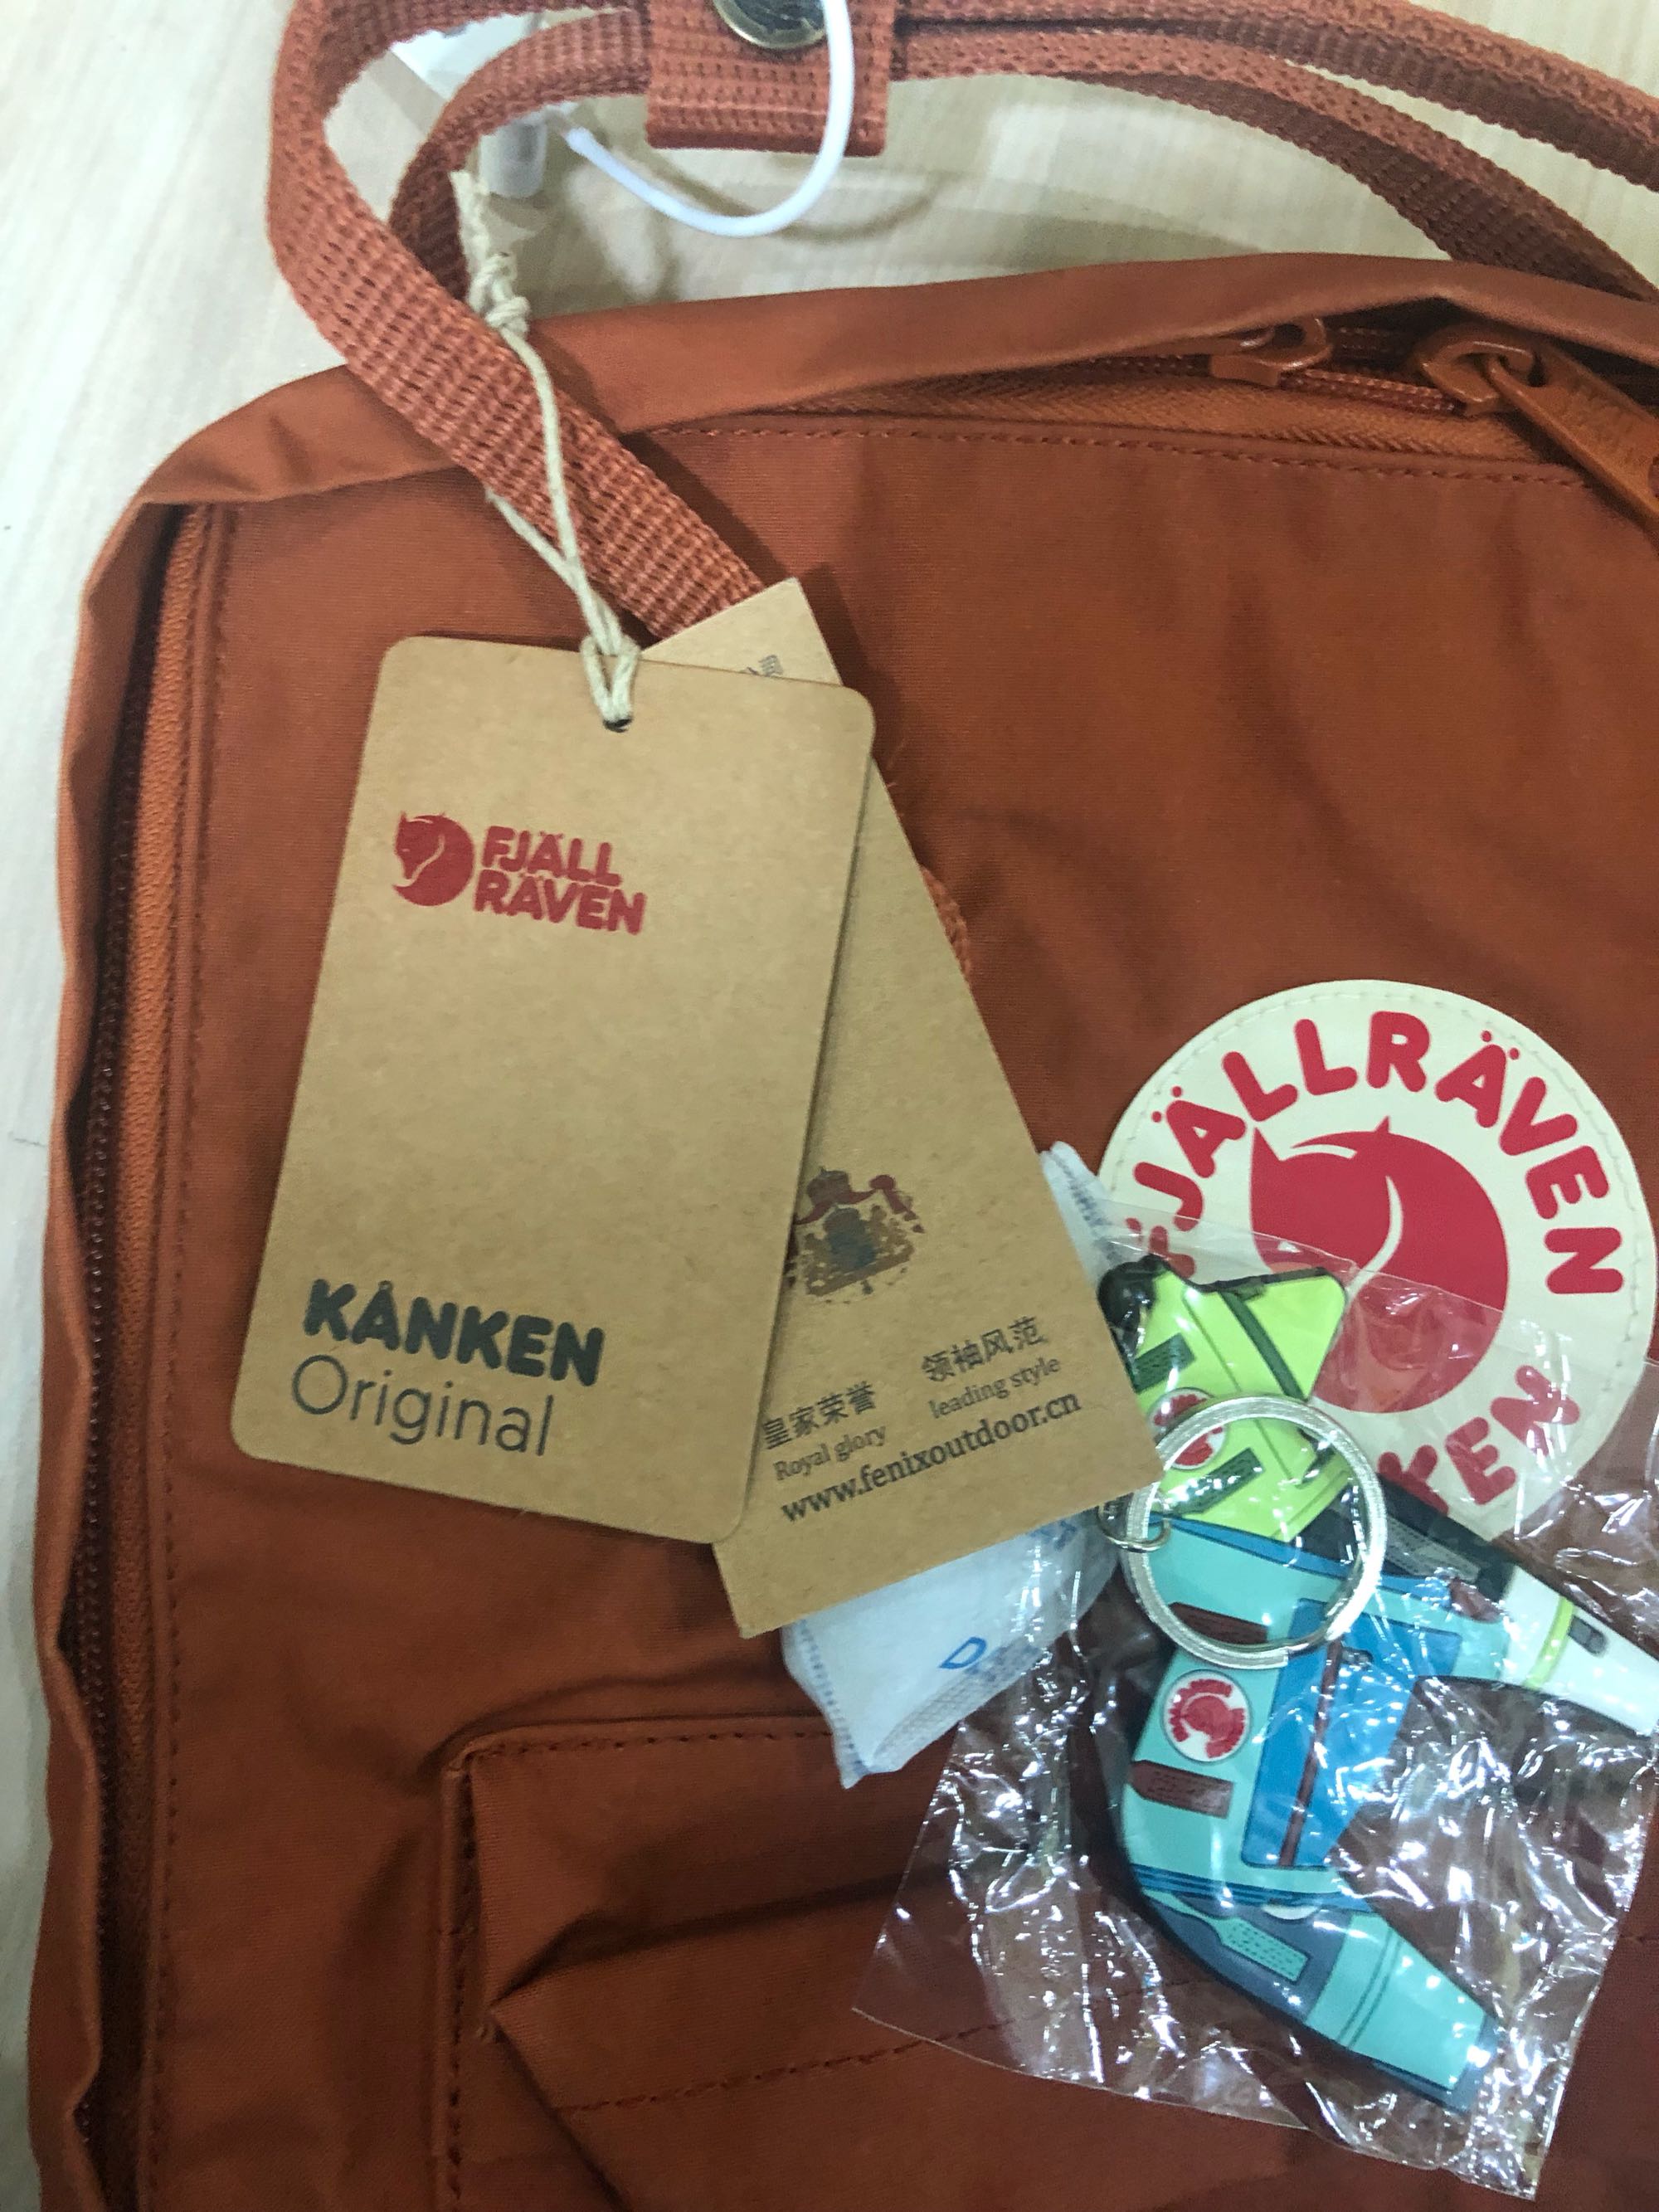 FJÄLL
RÄVEN
KÅNKEN
Original
皇家荣誉 领袖风范
Royal glory leading style
www.fenixoutdoor.cn
FJÄLLRÄVEN